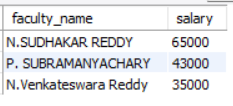 faculty_name salary
N.SUDHAKAR REDDY 65000
P. SUBRAMANYACHARY 43000
N.Venkateswara Reddy 35000